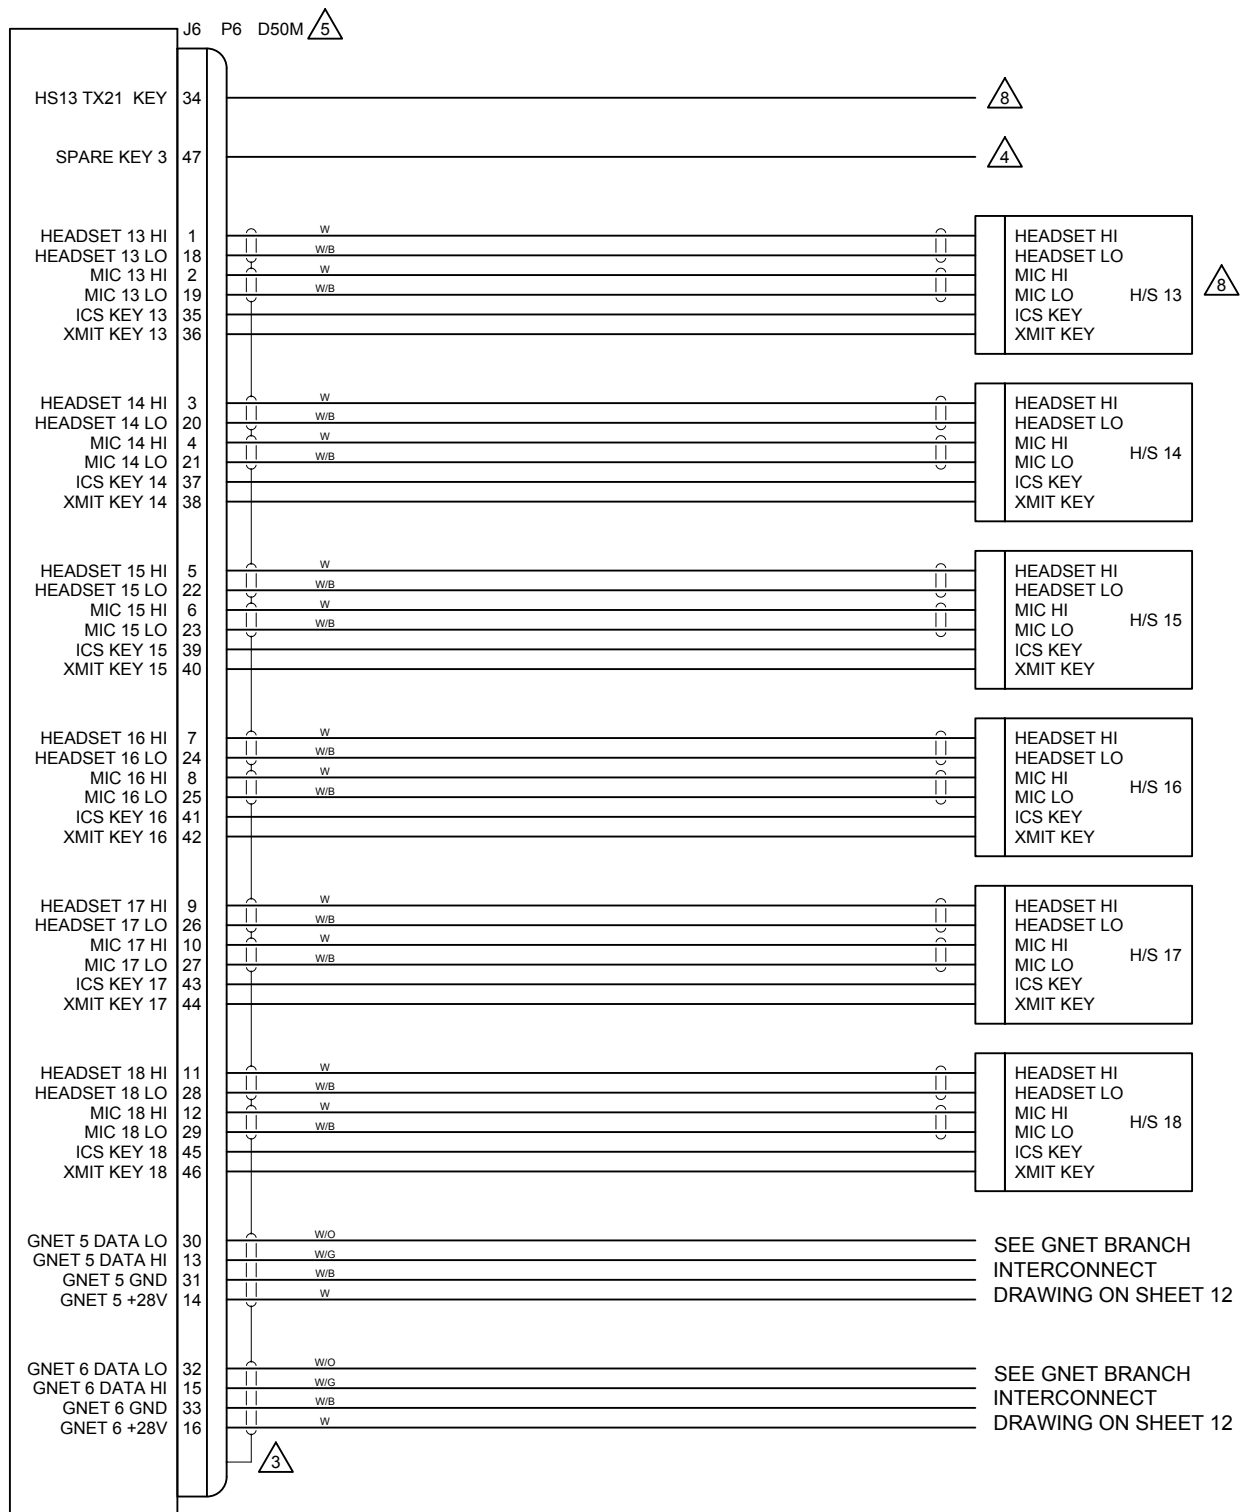 J6 P6 D50M 5
HS13 TX21 KEY 34 8
SPARE KEY 3 47 4
HEADSET 13 HI 1 W HEADSET HI
HEADSET 13 LO 18 W/B HEADSET LO
MIC 13 HI 2 W MIC HI
MIC 13 LO 19 W/B MIC LO H/S 13 8
ICS KEY 13 35 ICS KEY
XMIT KEY 13 36 XMIT KEY
HEADSET 14 HI 3 W HEADSET HI
HEADSET 14 LO 20 W/B HEADSET LO
MIC 14 HI 4 W MIC HI
MIC 14 LO 21 W/B MIC LO H/S 14
ICS KEY 14 37 ICS KEY
XMIT KEY 14 38 XMIT KEY
HEADSET 15 HI 5 W HEADSET HI
HEADSET 15 LO 22 W/B HEADSET LO
MIC 15 HI 6 W MIC HI
MIC 15 LO 23 W/B MIC LO H/S 15
ICS KEY 15 39 ICS KEY
XMIT KEY 15 40 XMIT KEY
HEADSET 16 HI 7 W HEADSET HI
HEADSET 16 LO 24 W/B HEADSET LO
MIC 16 HI 8 W MIC HI
MIC 16 LO 25 W/B MIC LO H/S 16
ICS KEY 16 41 ICS KEY
XMIT KEY 16 42 XMIT KEY
HEADSET 17 HI 9 W HEADSET HI
HEADSET 17 LO 26 W/B HEADSET LO
MIC 17 HI 10 W MIC HI
MIC 17 LO 27 W/B MIC LO H/S 17
ICS KEY 17 43 ICS KEY
XMIT KEY 17 44 XMIT KEY
HEADSET 18 HI 11 W HEADSET HI
HEADSET 18 LO 28 W/B HEADSET LO
MIC 18 HI 12 W MIC HI
MIC 18 LO 29 W/B MIC LO H/S 18
ICS KEY 18 45 ICS KEY
XMIT KEY 18 46 XMIT KEY
GNET 5 DATA LO 30 W/O SEE GNET BRANCH
GNET 5 DATA HI 13 W/G INTERCONNECT
GNET 5 GND 31 W/B DRAWING ON SHEET 12
GNET 5 +28V 14 W
GNET 6 DATA LO 32 W/O SEE GNET BRANCH
GNET 6 DATA HI 15 W/G INTERCONNECT
GNET 6 GND 33 W/B DRAWING ON SHEET 12
GNET 6 +28V 16 W
3